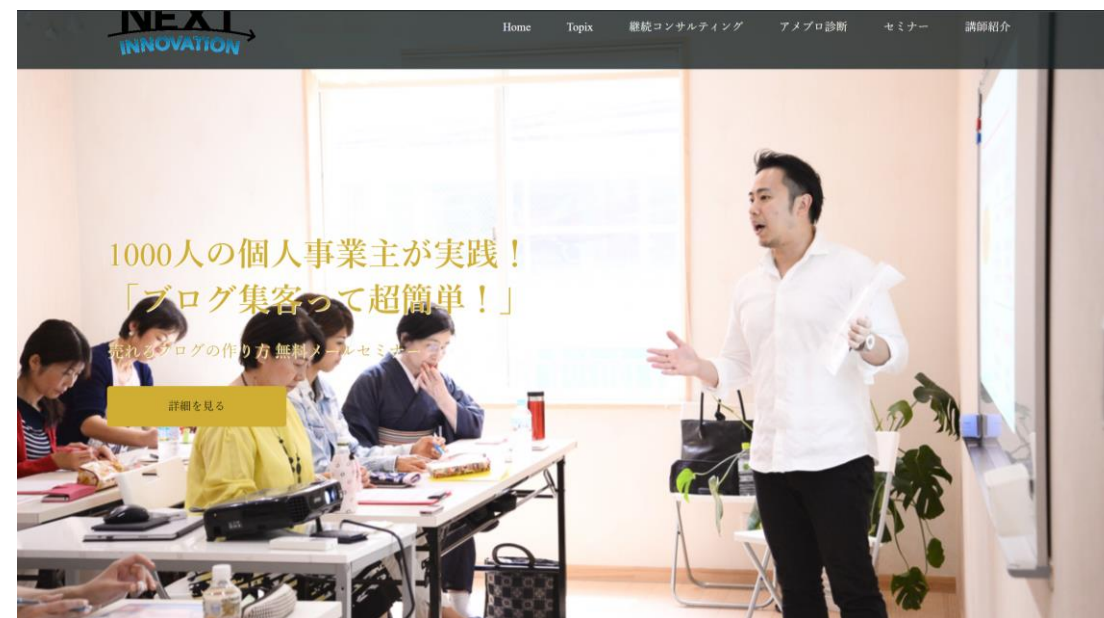 NEXT
INNOVATION
Home Topix 継続コンサルティング アメブロ診断 セミナー 講師紹介
1000人の個人事業主が実践！
「ブログ集客って超簡単！」
売れるブログの作り方 無料メールセミナー
詳細を見る